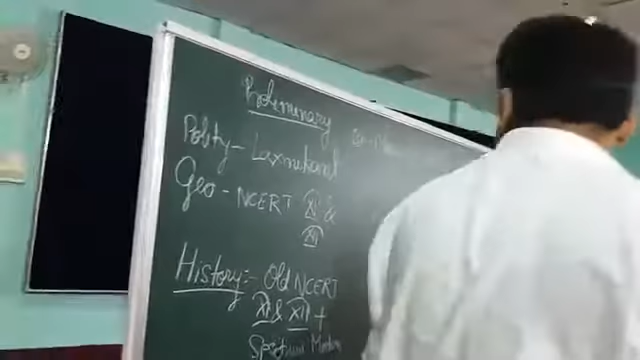 Preliminary
Polity - Laxmikant
Geo - NCERT XI &
XII
History :- Old NCERT
XI & XII +
Spectrum Modern